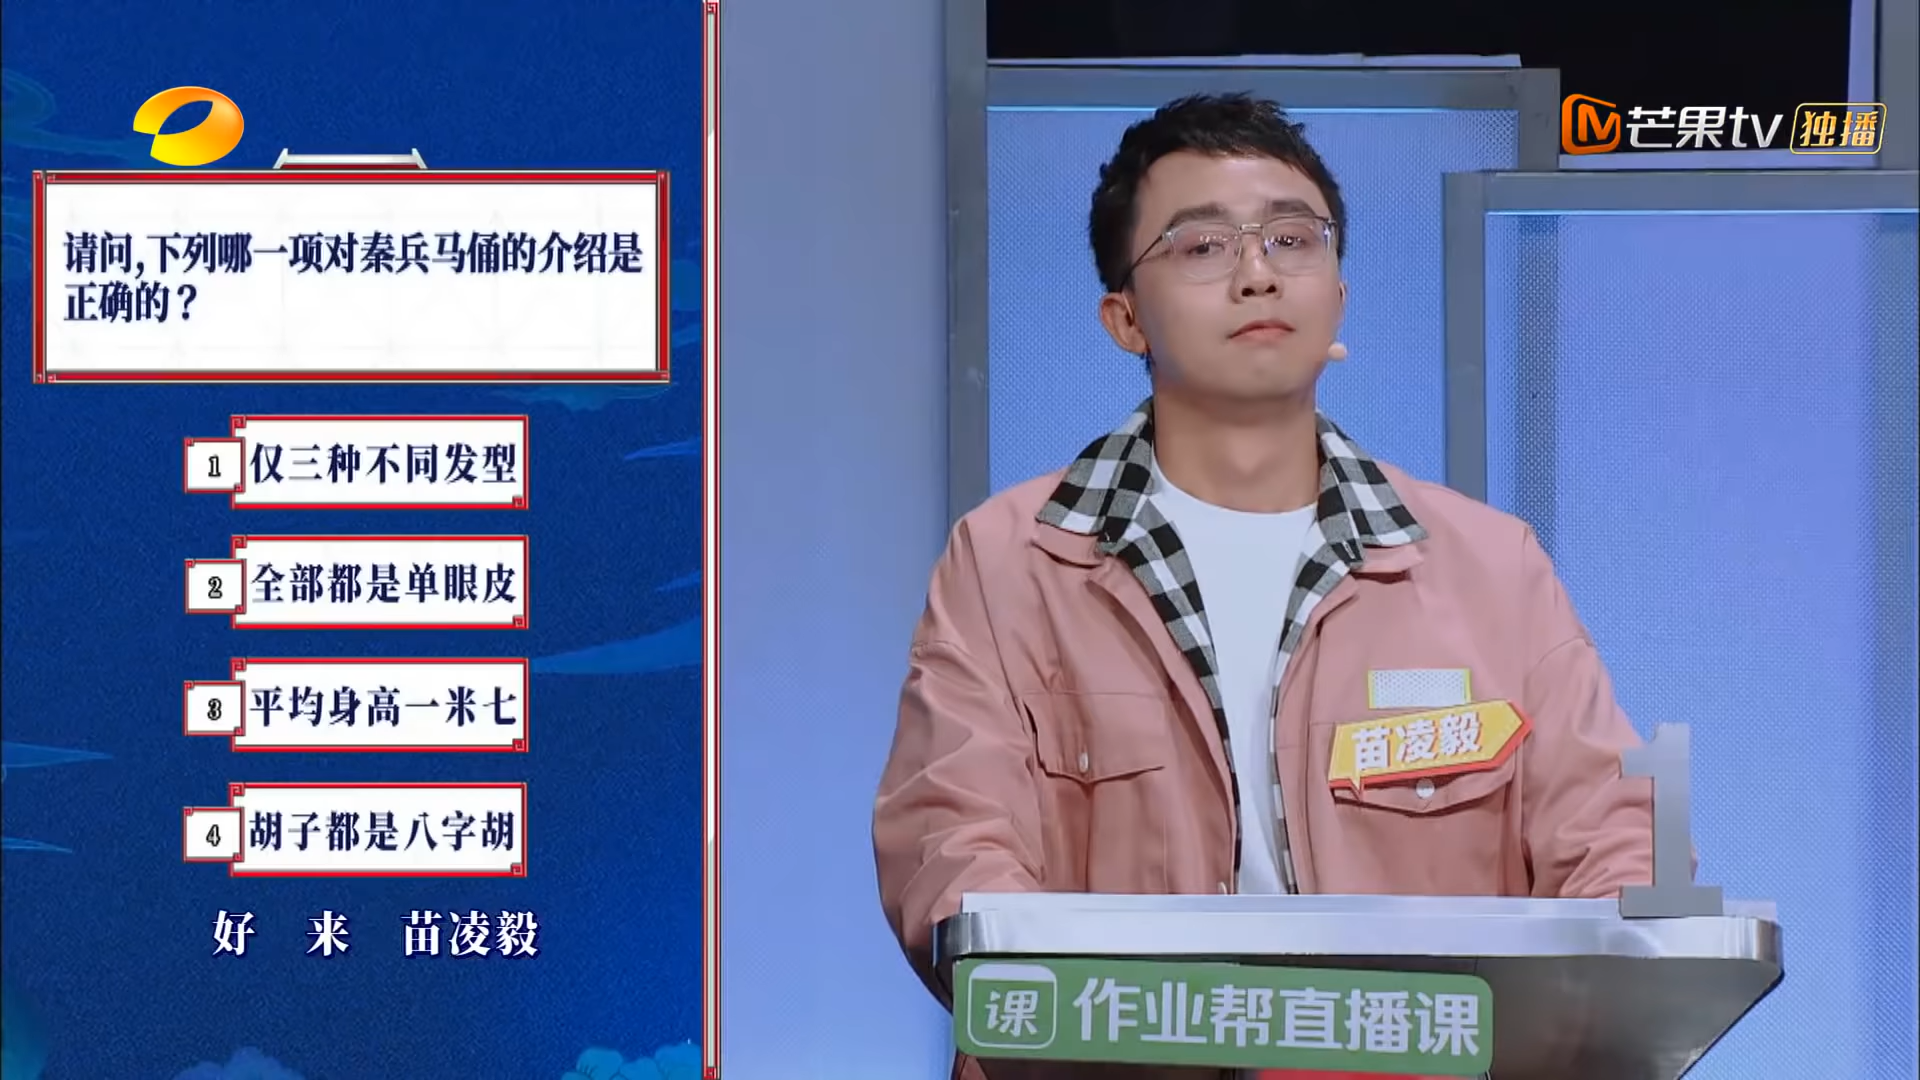 芒果tv 独播
请问,下列哪一项对秦兵马俑的介绍是
正确的？
1 仅三种不同发型
2 全部都是单眼皮
3 平均身高一米七
4 胡子都是八字胡
好 来 苗凌毅
苗凌毅
1
课 作业帮直播课